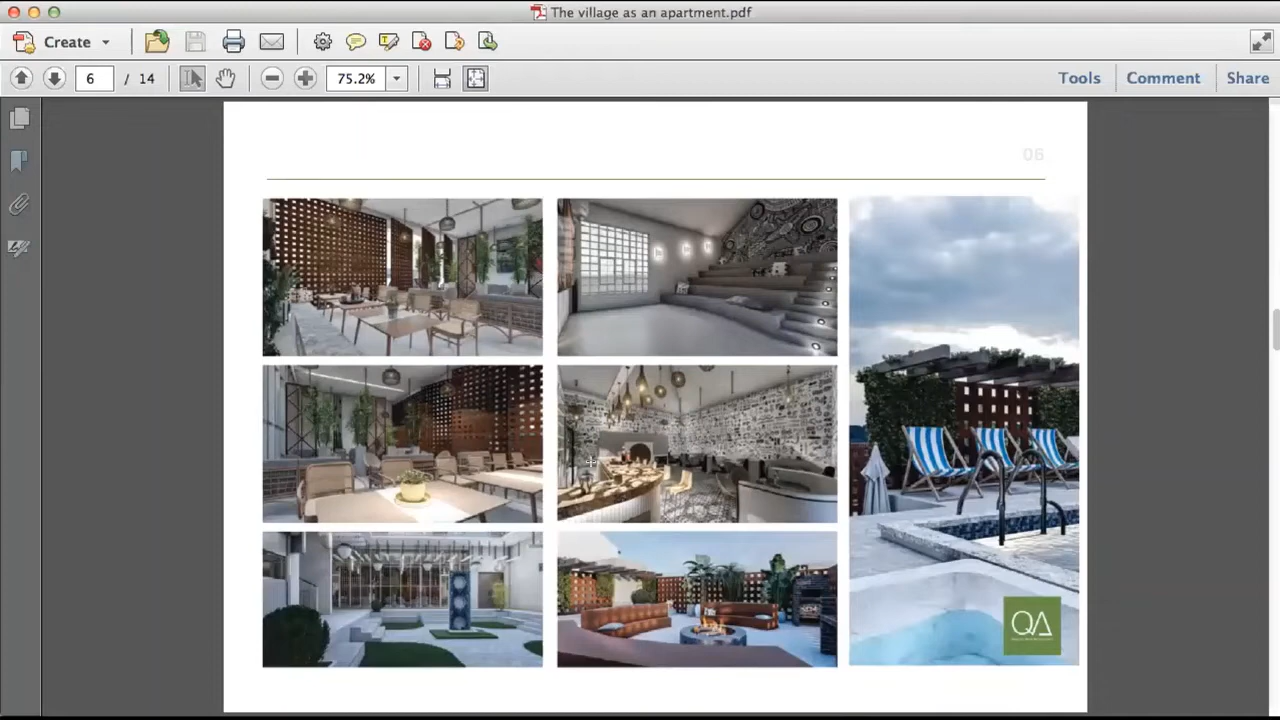 The village as an apartment.pdf
Create
6 / 14 75.2% Tools Comment Share
06
QA